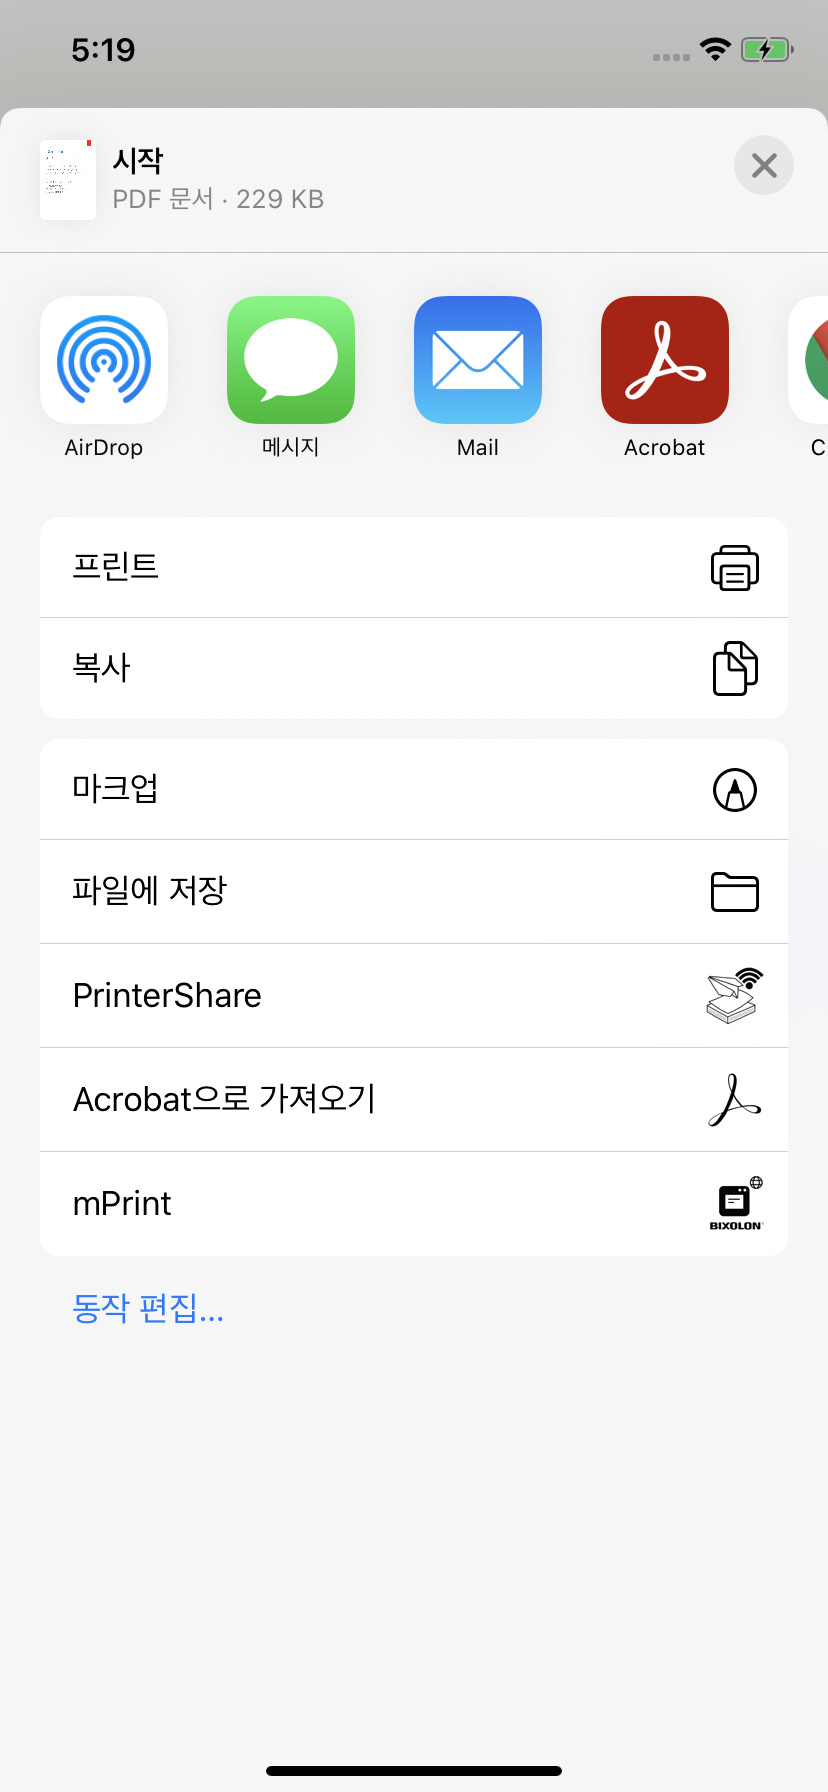 5:19
시작
PDF 문서 · 229 KB
AirDrop
메시지
Mail
Acrobat
C
프린트
복사
마크업
파일에 저장
PrinterShare
Acrobat으로 가져오기
mPrint
BIXOLON
동작 편집...